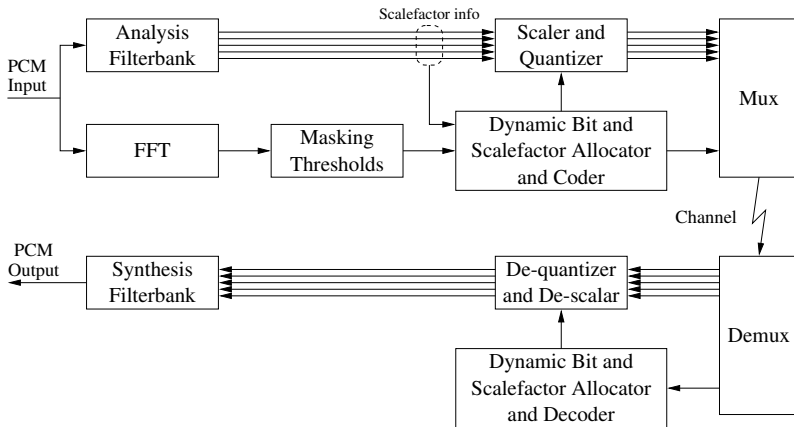 Scalefactor info
Analysis
Filterbank
Scaler and
Quantizer
PCM
Input
Mux
FFT
Masking
Thresholds
Dynamic Bit and
Scalefactor Allocator
and Coder
Channel
PCM
Output
Synthesis
Filterbank
De-quantizer
and De-scalar
Demux
Dynamic Bit and
Scalefactor Allocator
and Decoder